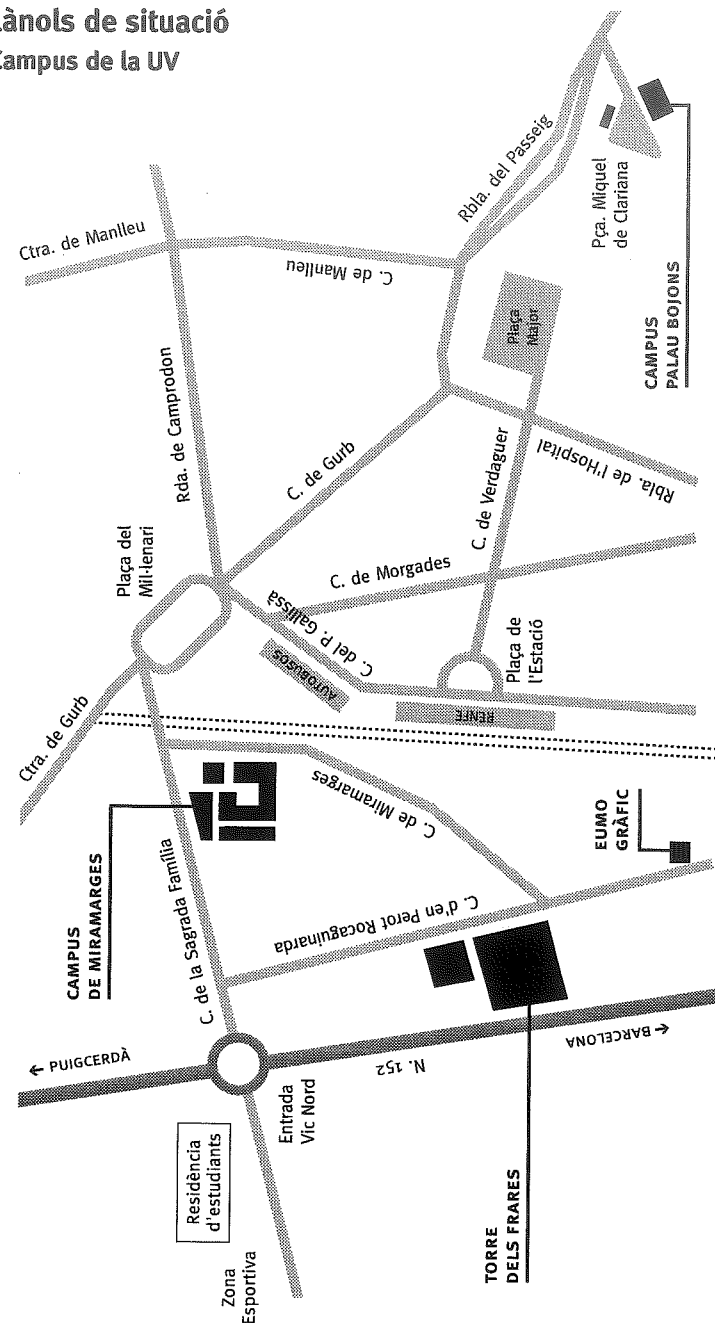 Plànols de situació
Campus de la UV
Rbla. del Passeig
Pça. Miquel
de Clariana
CAMPUS
PALAU BOJONS
Ctra. de Manlleu
C. de Manlleu
Plaça
Major
Rda. de Camprodon
C. de Gurb
C. de Verdaguer
Rbla. de l'Hospital
Plaça del
Mil·lenari
C. de Morgades
C. del P. Gallissà
AUTOBUSOS
Plaça de
l'Estació
RENFE
Ctra. de Gurb
C. de Miramarges
CAMPUS
DE MIRAMARGES
EUMO
GRÀFIC
C. de la Sagrada Família
C. d'en Perot Rocaguinarda
← PUIGCERDÀ
N. 152
← BARCELONA
Entrada
Vic Nord
Residència
d'estudiants
Zona
Esportiva
TORRE
DELS FRARES